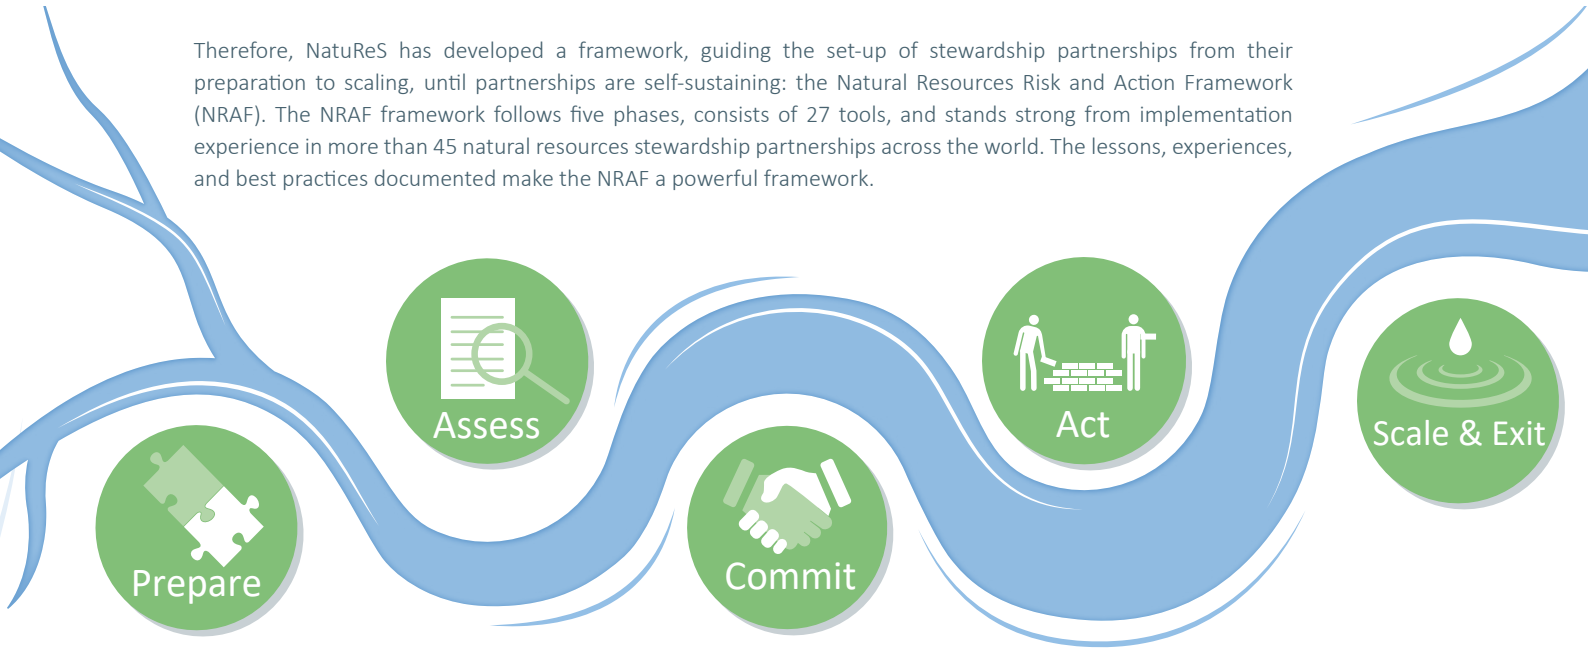 Therefore, NatuReS has developed a framework, guiding the set-up of stewardship partnerships from their
preparation to scaling, until partnerships are self-sustaining: the Natural Resources Risk and Action Framework
(NRAF). The NRAF framework follows five phases, consists of 27 tools, and stands strong from implementation
experience in more than 45 natural resources stewardship partnerships across the world. The lessons, experiences,
and best practices documented make the NRAF a powerful framework.
Prepare
Assess
Commit
Act
Scale & Exit